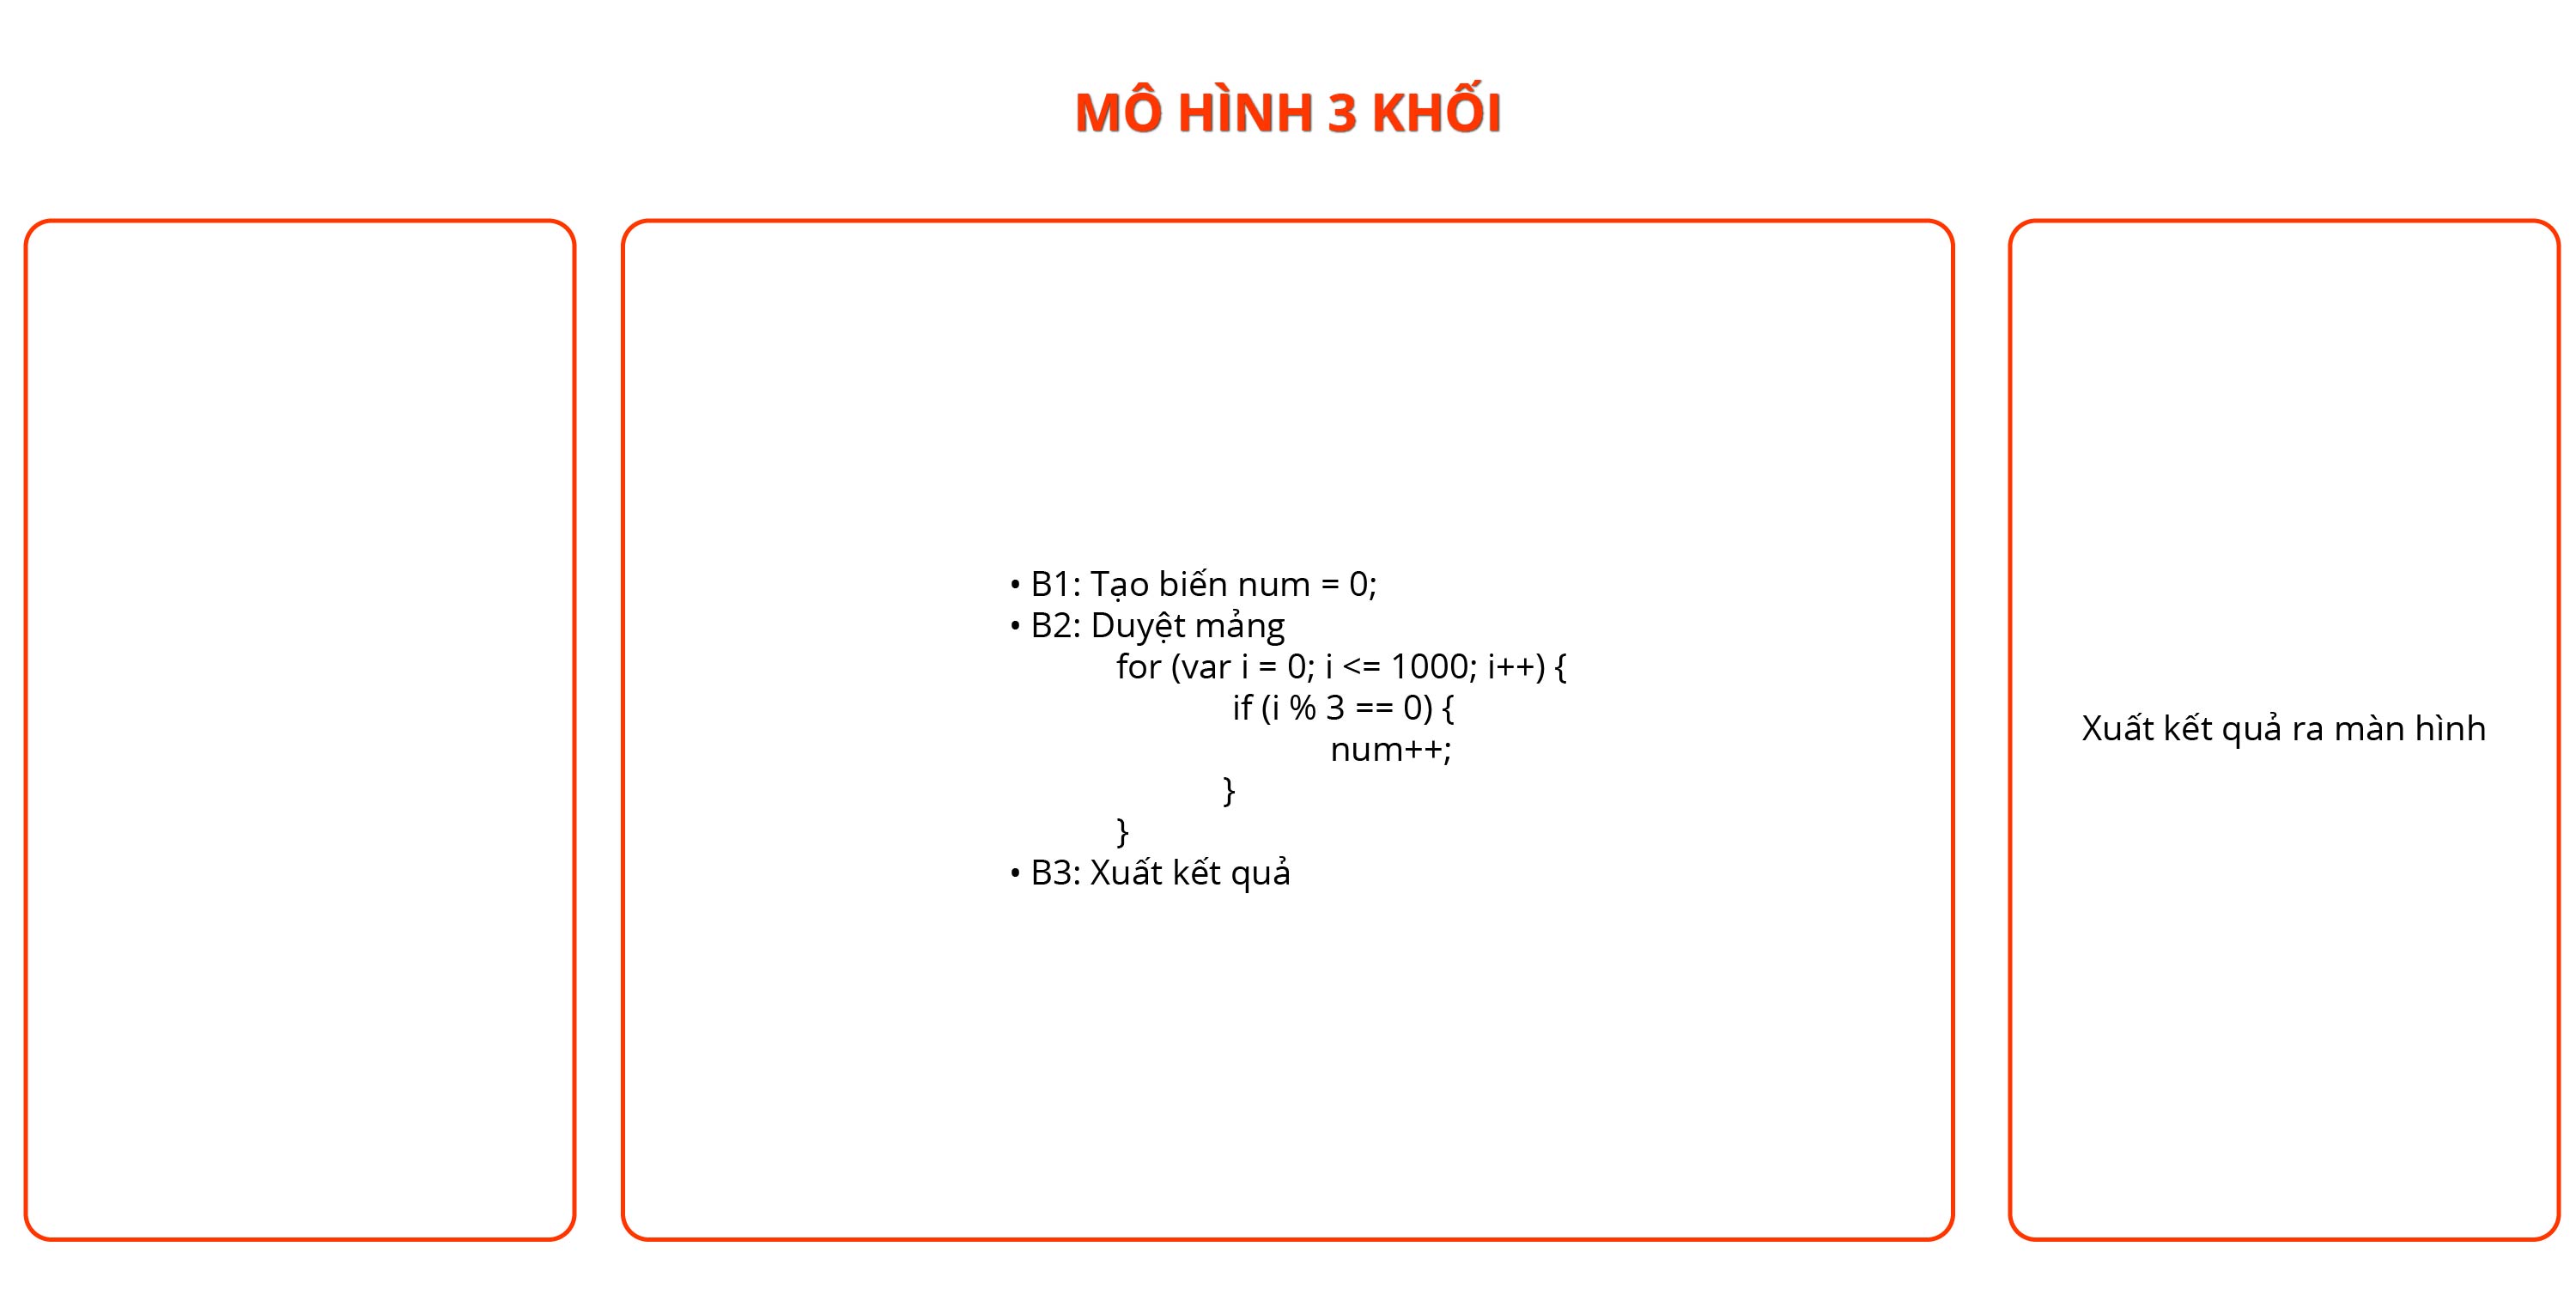 MÔ HÌNH 3 KHỐI
• B1: Tạo biến num = 0;
• B2: Duyệt mảng
for (var i = 0; i <= 1000; i++) {
if (i % 3 == 0) {
num++;
}
}
• B3: Xuất kết quả
Xuất kết quả ra màn hình